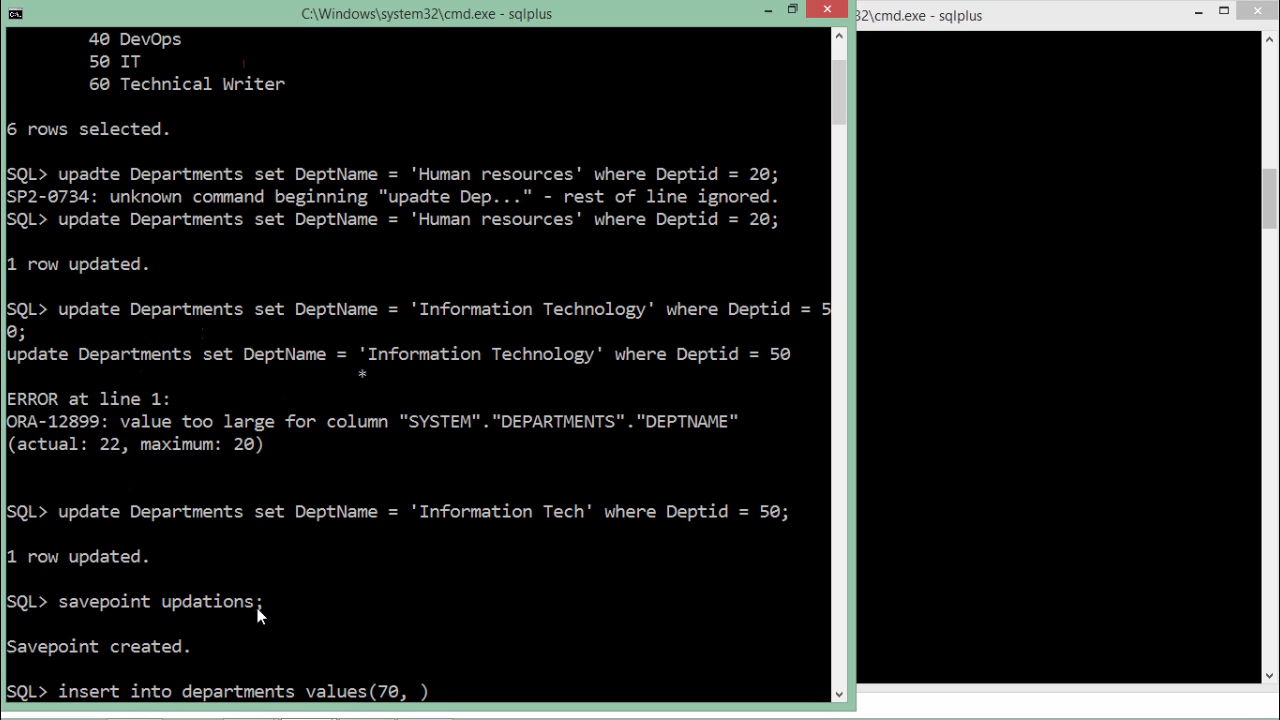 C:\Windows\system32\cmd.exe - sqlplus
32\cmd.exe - sqlplus
40 DevOps
50 IT
60 Technical Writer
6 rows selected.
SQL> upadte Departments set DeptName = 'Human resources' where Deptid = 20;
SP2-0734: unknown command beginning "upadte Dep..." - rest of line ignored.
SQL> update Departments set DeptName = 'Human resources' where Deptid = 20;
1 row updated.
SQL> update Departments set DeptName = 'Information Technology' where Deptid = 5
0;
update Departments set DeptName = 'Information Technology' where Deptid = 50
*
ERROR at line 1:
ORA-12899: value too large for column "SYSTEM"."DEPARTMENTS"."DEPTNAME"
(actual: 22, maximum: 20)
SQL> update Departments set DeptName = 'Information Tech' where Deptid = 50;
1 row updated.
SQL> savepoint updations;
Savepoint created.
SQL> insert into departments values(70, )